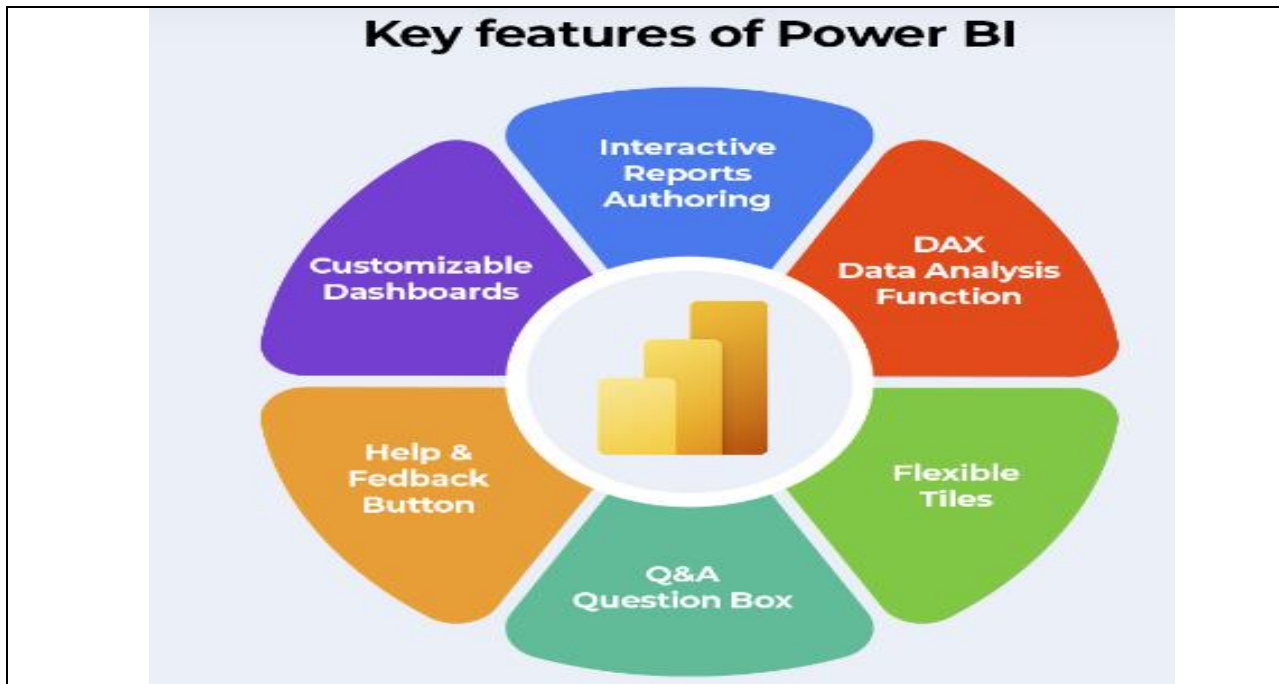 Key features of Power BI
Interactive
Reports
Authoring
DAX
Data Analysis
Function
Flexible
Tiles
Q&A
Question Box
Help &
Fedback
Button
Customizable
Dashboards